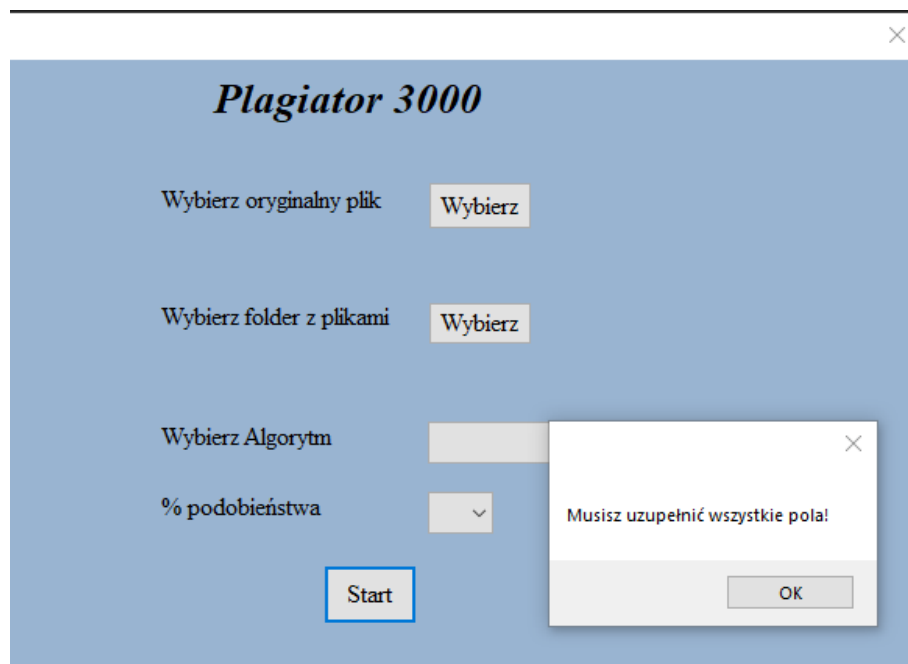 Plagiator 3000
Wybierz oryginalny plik
Wybierz
Wybierz folder z plikami
Wybierz
Wybierz Algorytm
% podobieństwa
Musisz uzupełnić wszystkie pola!
Start
OK